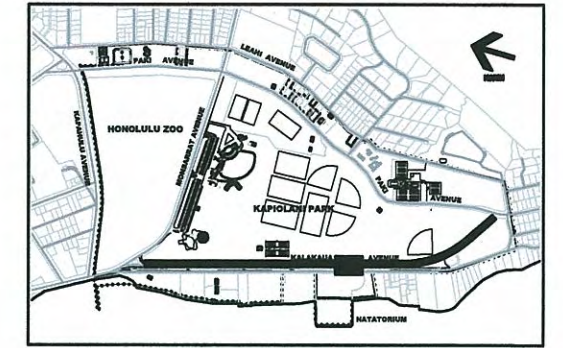 LEAHI AVENUE
PAKI AVENUE
KAPAHULU AVENUE
HONOLULU ZOO
MONSARRAT AVENUE
PAKI
AVENUE
KAPIOLANI PARK
KALAKAUA AVENUE
NATATORIUM